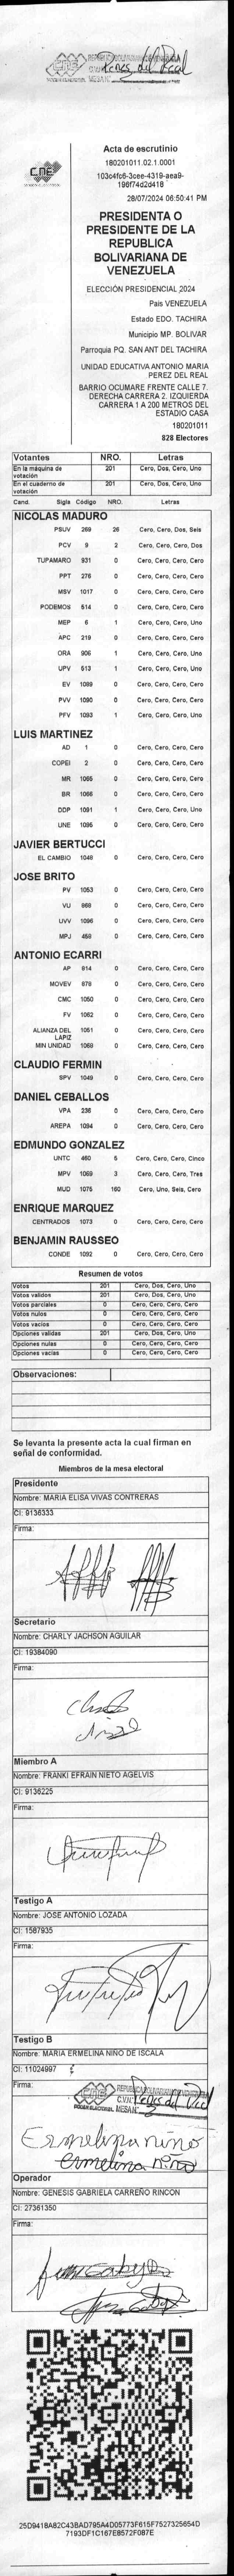 CNE
PODER ELECTORAL
REPUBLICA BOLIVARIANA DE VENEZUELA
MESA N°
Perez del Real
CNE
Acta de escrutinio
180201011.02.1.0001
103c4fc6-3cee-4319-aea9-
196f74d2d418
28/07/2024 06:50:41 PM
PRESIDENTA O
PRESIDENTE DE LA
REPUBLICA
BOLIVARIANA DE
VENEZUELA
ELECCIÓN PRESIDENCIAL 2024
País VENEZUELA
Estado EDO. TACHIRA
Municipio MP. BOLIVAR
Parroquia PQ. SAN ANT DEL TACHIRA
UNIDAD EDUCATIVA ANTONIO MARIA
PEREZ DEL REAL
BARRIO OCUMARE FRENTE CALLE 7.
DERECHA CARRERA 2. IZQUIERDA
CARRERA 1 A 200 METROS DEL
ESTADIO CASA
180201011
828 Electores
Votantes NRO. Letras
En la máquina de votación 201 Cero, Dos, Cero, Uno
En el cuaderno de votación 201 Cero, Dos, Cero, Uno
Cand. Sigla Código NRO. Letras
NICOLAS MADURO
PSUV 269 26 Cero, Cero, Dos, Seis
PCV 9 2 Cero, Cero, Cero, Dos
TUPAMARO 931 0 Cero, Cero, Cero, Cero
PPT 276 0 Cero, Cero, Cero, Cero
MSV 1017 0 Cero, Cero, Cero, Cero
PODEMOS 514 0 Cero, Cero, Cero, Cero
MEP 6 1 Cero, Cero, Cero, Uno
APC 219 0 Cero, Cero, Cero, Cero
ORA 906 1 Cero, Cero, Cero, Uno
UPV 513 1 Cero, Cero, Cero, Uno
EV 1089 0 Cero, Cero, Cero, Cero
PVV 1090 0 Cero, Cero, Cero, Cero
PFV 1093 1 Cero, Cero, Cero, Uno
LUIS MARTINEZ
AD 1 0 Cero, Cero, Cero, Cero
COPEI 2 0 Cero, Cero, Cero, Cero
MR 1065 0 Cero, Cero, Cero, Cero
BR 1066 0 Cero, Cero, Cero, Cero
DDP 1091 1 Cero, Cero, Cero, Uno
UNE 1095 0 Cero, Cero, Cero, Cero
JAVIER BERTUCCI
EL CAMBIO 1048 0 Cero, Cero, Cero, Cero
JOSE BRITO
PV 1053 0 Cero, Cero, Cero, Cero
VU 869 0 Cero, Cero, Cero, Cero
UVV 1096 0 Cero, Cero, Cero, Cero
MPJ 459 0 Cero, Cero, Cero, Cero
ANTONIO ECARRI
AP 914 0 Cero, Cero, Cero, Cero
MOVEV 878 0 Cero, Cero, Cero, Cero
CMC 1050 0 Cero, Cero, Cero, Cero
FV 1062 0 Cero, Cero, Cero, Cero
ALIANZA DEL LAPIZ 1051 0 Cero, Cero, Cero, Cero
MIN UNIDAD 1068 0 Cero, Cero, Cero, Cero
CLAUDIO FERMIN
SPV 1049 0 Cero, Cero, Cero, Cero
DANIEL CEBALLOS
VPA 236 0 Cero, Cero, Cero, Cero
AREPA 1094 0 Cero, Cero, Cero, Cero
EDMUNDO GONZALEZ
UNTC 460 5 Cero, Cero, Cero, Cinco
MPV 1069 3 Cero, Cero, Cero, Tres
MUD 1075 160 Cero, Uno, Seis, Cero
ENRIQUE MARQUEZ
CENTRADOS 1073 0 Cero, Cero, Cero, Cero
BENJAMIN RAUSSEO
CONDE 1092 0 Cero, Cero, Cero, Cero
Resumen de votos
Votos 201 Cero, Dos, Cero, Uno
Votos validos 201 Cero, Dos, Cero, Uno
Votos parciales 0 Cero, Cero, Cero, Cero
Votos nulos 0 Cero, Cero, Cero, Cero
Votos vacios 0 Cero, Cero, Cero, Cero
Opciones validas 201 Cero, Dos, Cero, Uno
Opciones nulas 0 Cero, Cero, Cero, Cero
Opciones vacias 0 Cero, Cero, Cero, Cero
Observaciones:
Se levanta la presente acta la cual firman en
señal de conformidad.
Miembros de la mesa electoral
Presidente
Nombre: MARIA ELISA VIVAS CONTRERAS
CI: 9136333
Firma:
Secretario
Nombre: CHARLY JACHSON AGUILAR
CI: 19384090
Firma:
Miembro A
Nombre: FRANKI EFRAIN NIETO AGELVIS
CI: 9136225
Firma:
Testigo A
Nombre: JOSE ANTONIO LOZADA
CI: 1587935
Firma:
Testigo B
Nombre: MARIA ERMELINA NIÑO DE ISCALA
CI: 11024997
Firma:
CNE
PODER ELECTORAL
C.V.N°
MESA N°
Perez del Real
2
Ermelina niño
Ermelina niño
Operador
Nombre: GENESIS GABRIELA CARREÑO RINCON
CI: 27361350
Firma:
25D9418A82C43BAD795A4D05773F615F7527325654D
7193DF1C167E8572F087E